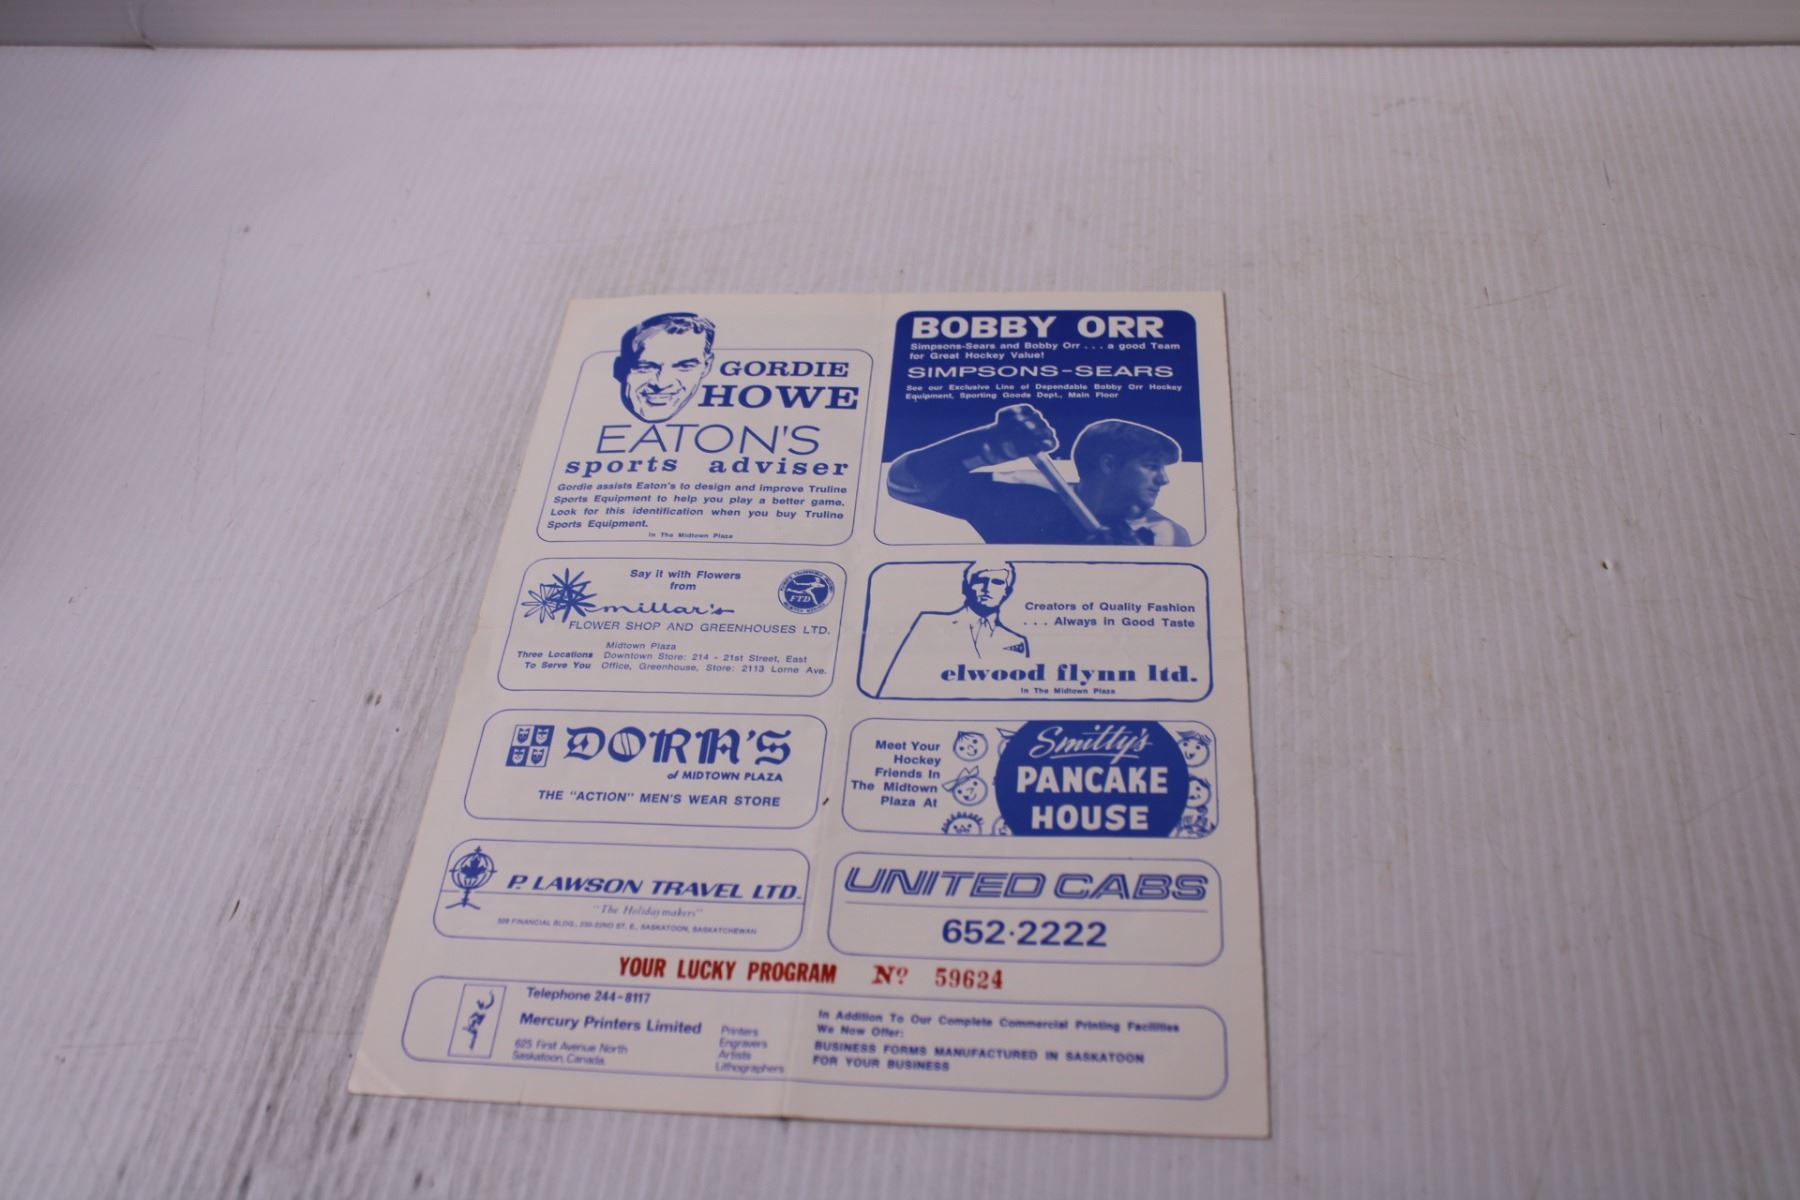 GORDIE
HOWE
EATON'S
sports adviser
Gordie assists Eaton's to design and improve Truline
Sports Equipment to help you play a better game.
Look for this identification when you buy Truline
Sports Equipment.
In The Midtown Plaza
BOBBY ORR
Simpsons-Sears and Bobby Orr . . . a good Team
for Great Hockey Value!
SIMPSONS-SEARS
See our Exclusive Line of Dependable Bobby Orr Hockey
Equipment, Sporting Goods Dept., Main Floor
Say it with Flowers
from
millar's
FLOWER SHOP AND GREENHOUSES LTD.
FTD
Midtown Plaza
Three Locations Downtown Store: 214 - 21st Street, East
To Serve You Office, Greenhouse, Store: 2113 Lorne Ave.
Creators of Quality Fashion
. . . Always in Good Taste
elwood flynn ltd.
In The Midtown Plaza
DORA'S
of MIDTOWN PLAZA
THE "ACTION" MEN'S WEAR STORE
Meet Your
Hockey
Friends In
The Midtown
Plaza At
Smitty's
PANCAKE
HOUSE
P. LAWSON TRAVEL LTD.
"The Holidaymakers"
FINANCIAL BLDG., 230-22ND ST. E., SASKATOON, SASKATCHEWAN
UNITED CABS
652·2222
YOUR LUCKY PROGRAM Nº 59624
Telephone 244-8117
Mercury Printers Limited
625 First Avenue North
Saskatoon, Canada
Printers
Engravers
Artists
Lithographers
In Addition To Our Complete Commercial Printing Facilities
We Now Offer:
BUSINESS FORMS MANUFACTURED IN SASKATOON
FOR YOUR BUSINESS